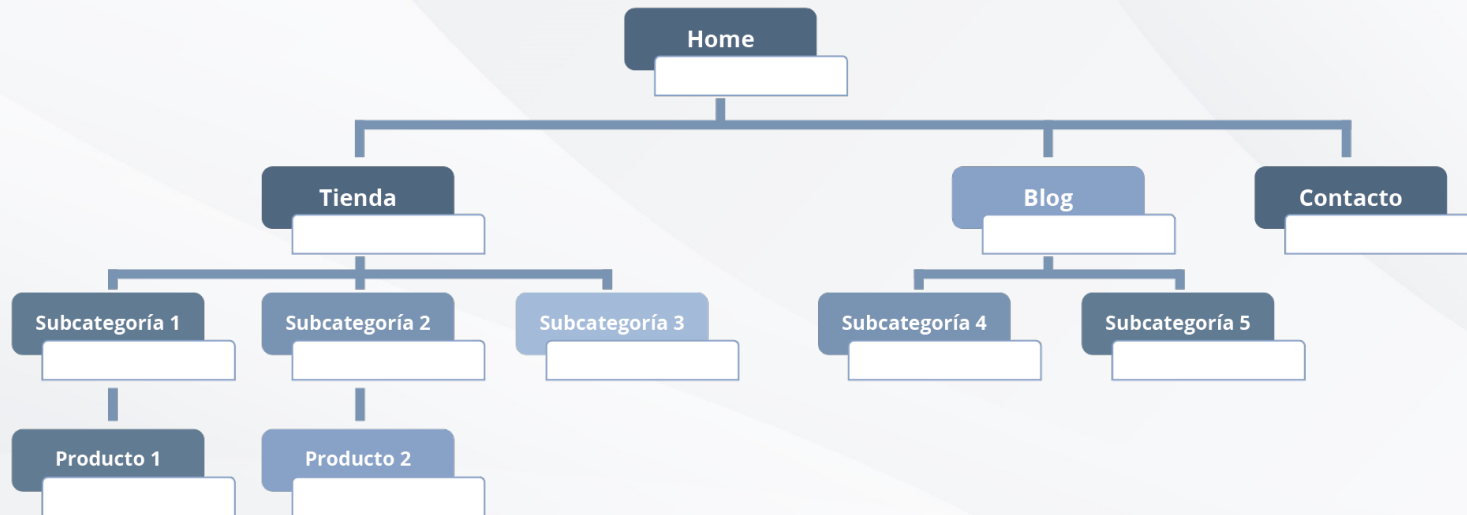 Home
Tienda
Blog
Contacto
Subcategoría 1
Subcategoría 2
Subcategoría 3
Subcategoría 4
Subcategoría 5
Producto 1
Producto 2